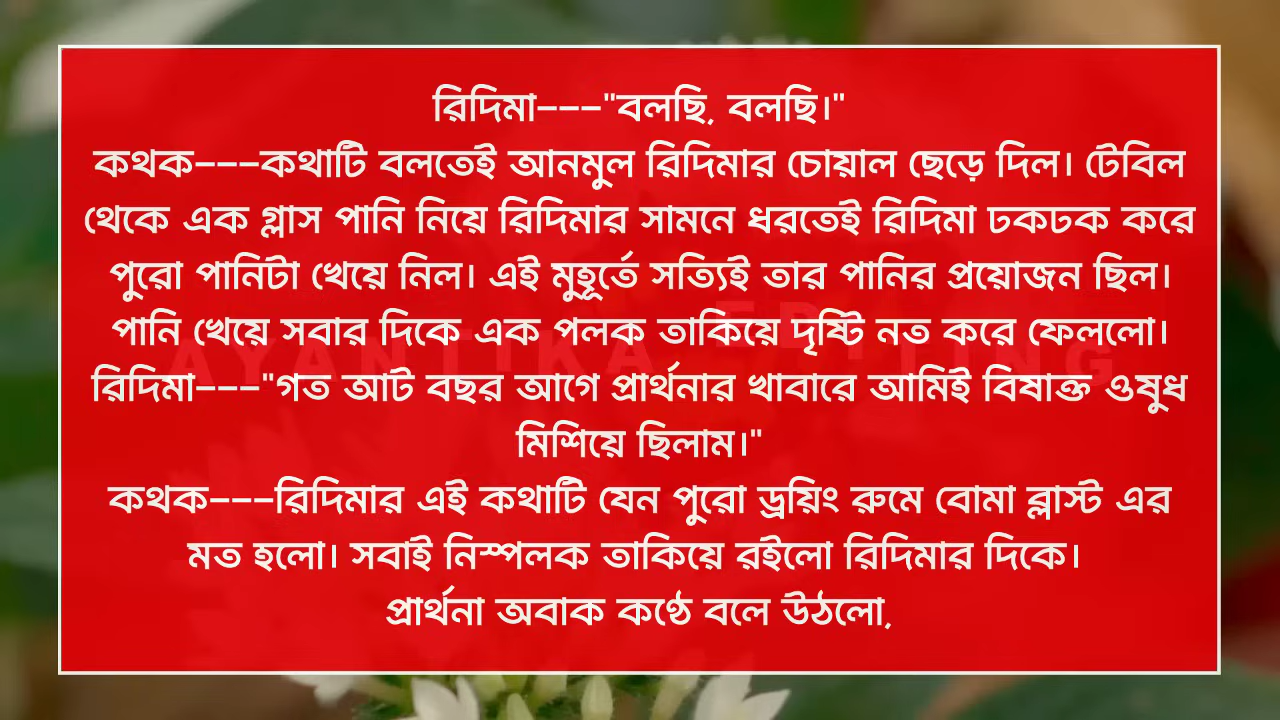 রিদিমা---"বলছি, বলছি।"
কথক---কথাটি বলতেই আনমুল রিদিমার চোয়াল ছেড়ে দিল। টেবিল
থেকে এক গ্লাস পানি নিয়ে রিদিমার সামনে ধরতেই রিদিমা ঢকঢক করে
পুরো পানিটা খেয়ে নিল। এই মুহূর্তে সত্যিই তার পানির প্রয়োজন ছিল।
পানি খেয়ে সবার দিকে এক পলক তাকিয়ে দৃষ্টি নত করে ফেললো।
AYANTIKA EDITING
রিদিমা---"গত আট বছর আগে প্রার্থনার খাবারে আমিই বিষাক্ত ওষুধ
মিশিয়ে ছিলাম।"
কথক---রিদিমার এই কথাটি যেন পুরো ড্রয়িং রুমে বোমা ব্লাস্ট এর
মত হলো। সবাই নিস্পলক তাকিয়ে রইলো রিদিমার দিকে।
প্রার্থনা অবাক কণ্ঠে বলে উঠলো,